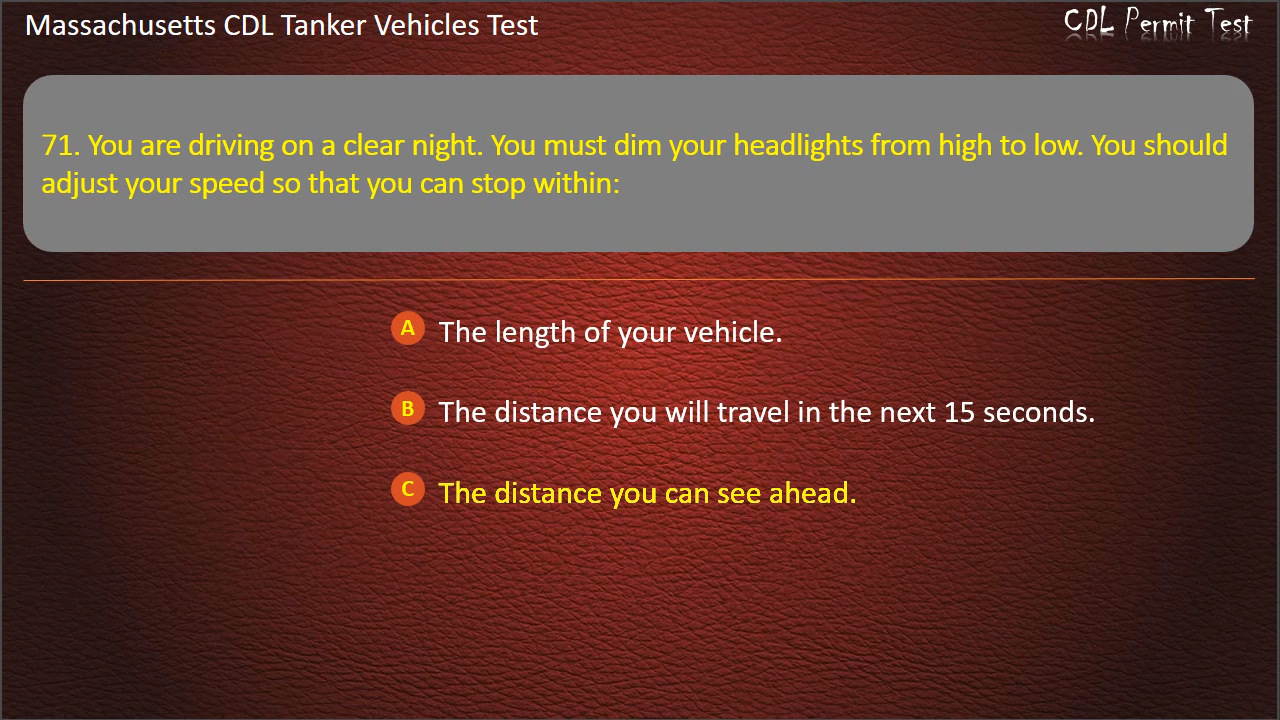 Massachusetts CDL Tanker Vehicles Test
CDL Permit Test
71. You are driving on a clear night. You must dim your headlights from high to low. You should
adjust your speed so that you can stop within:
A The length of your vehicle.
B The distance you will travel in the next 15 seconds.
C The distance you can see ahead.